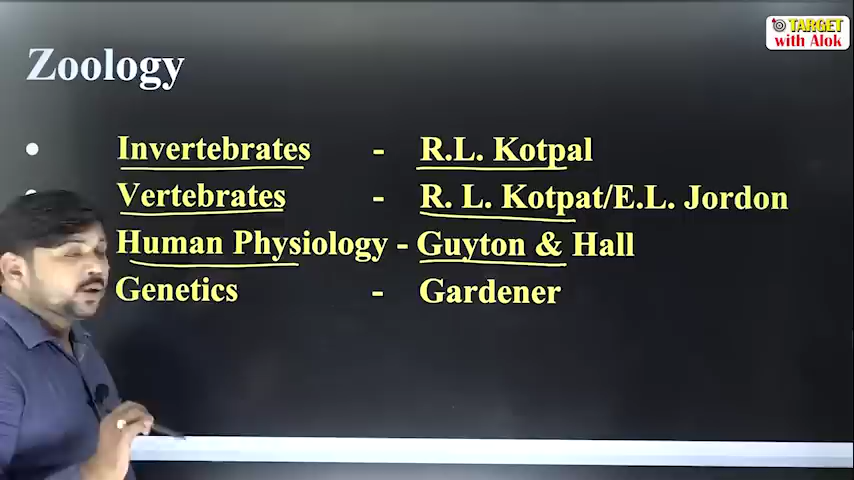 TARGET
with Alok
Zoology
Invertebrates - R.L. Kotpal
Vertebrates - R. L. Kotpat/E.L. Jordon
Human Physiology - Guyton & Hall
Genetics - Gardener